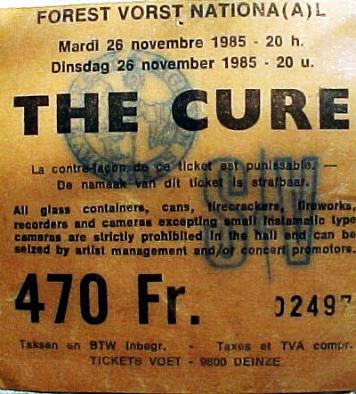 FOREST VORST NATIONA(A)L
Mardi 26 novembre 1985 - 20 h.
Dinsdag 26 november 1985 - 20 u.
THE CURE
La contre-façon de ce ticket est punissable. —
De namaak van dit ticket is strafbaar.
All glass containers, cans, firecrackers, fireworks,
recorders and cameras excepting small instamatic type
cameras are strictly prohibited in the hall and can be
seized by artist management and/or concert promotors.
470 Fr. 02497
Taksen en BTW inbegr. - Taxes et TVA compr.
TICKETS VOET - 9800 DEINZE